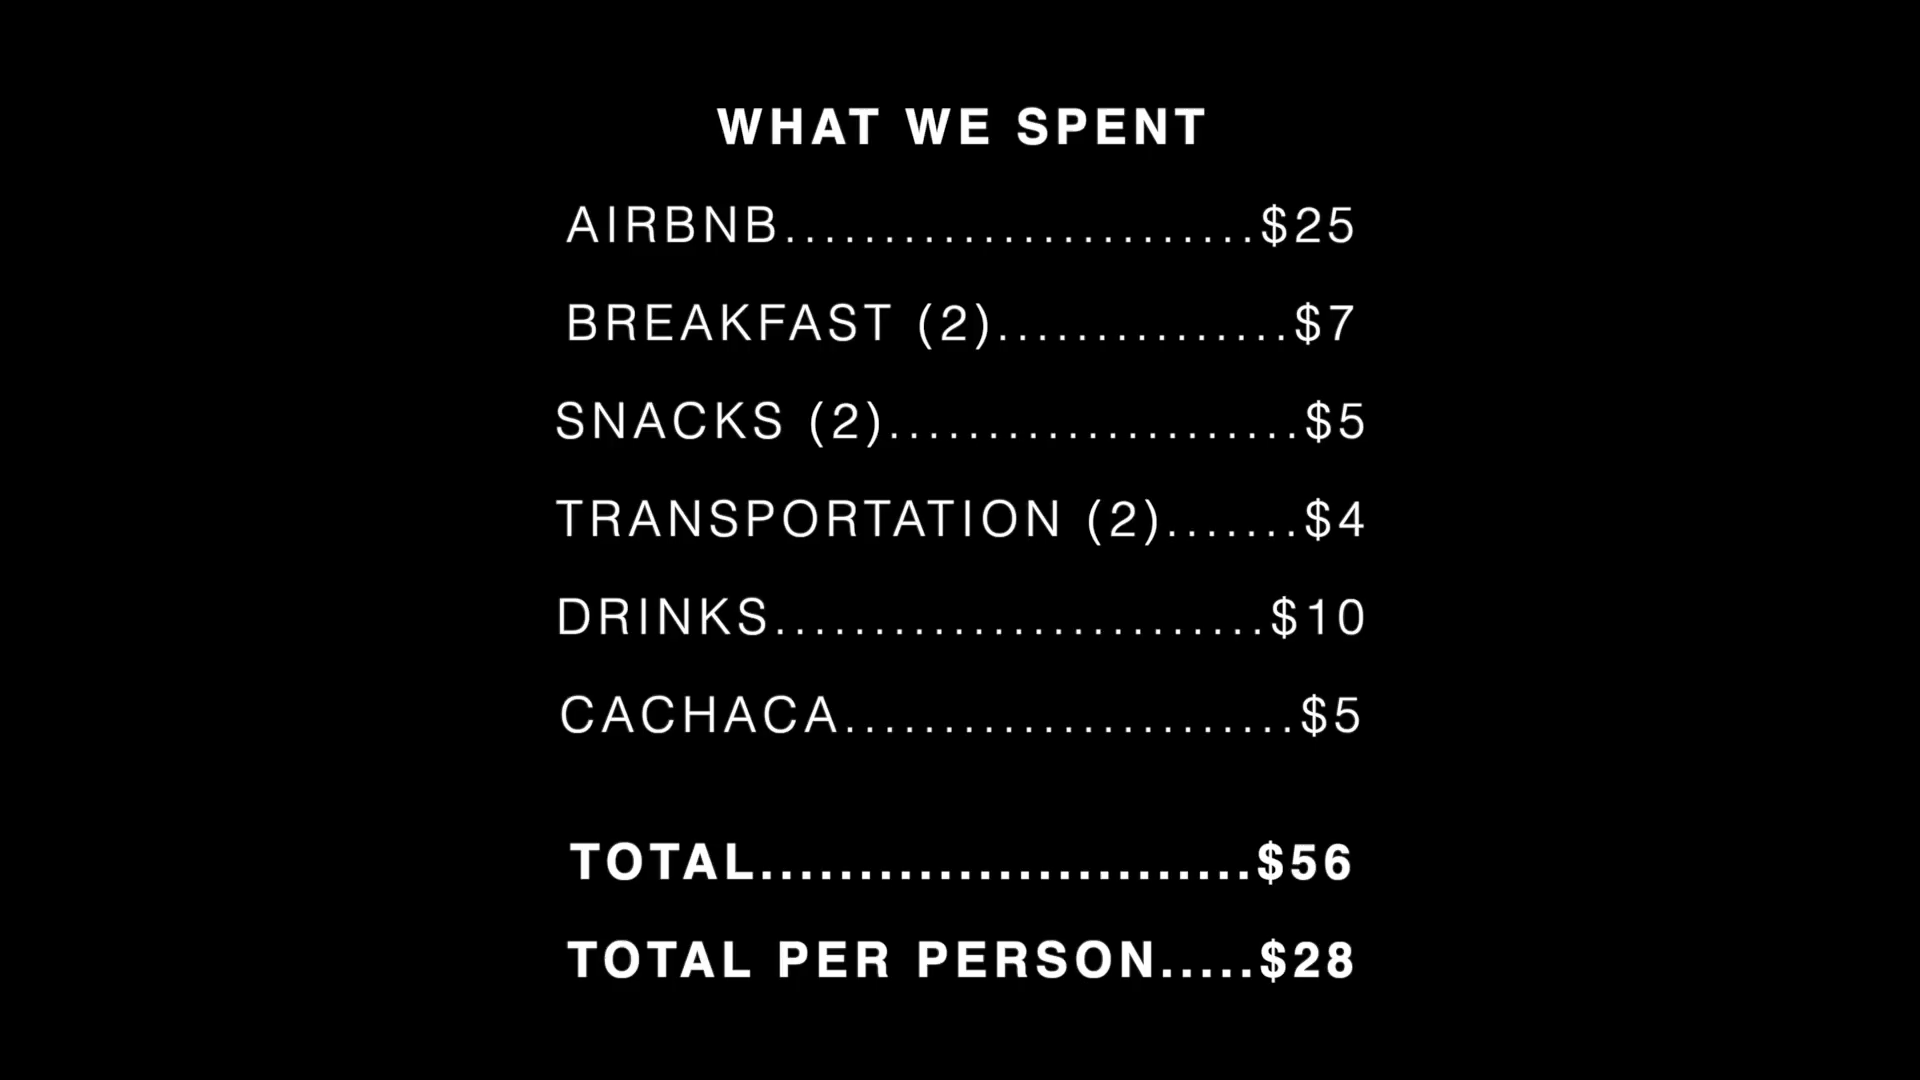 WHAT WE SPENT
AIRBNB........................$25
BREAKFAST (2)...............$7
SNACKS (2).....................$5
TRANSPORTATION (2).......$4
DRINKS.........................$10
CACHACA.......................$5
TOTAL.........................$56
TOTAL PER PERSON.....$28